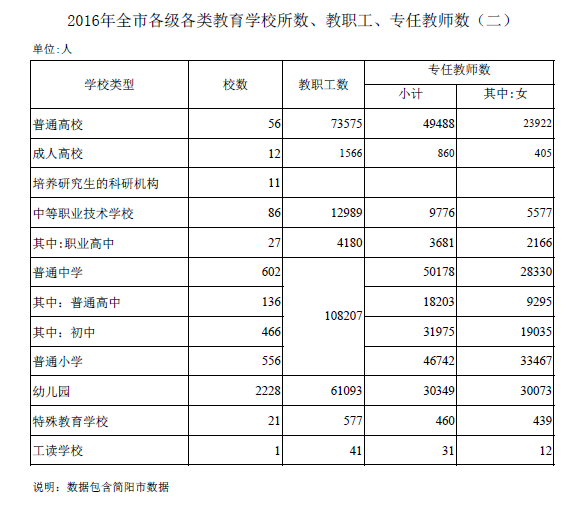 2016年全市各级各类教育学校所数、教职工、专任教师数（二）
单位:人
学校类型 校数 教职工数 专任教师数
小计 其中:女
普通高校 56 73575 49488 23922
成人高校 12 1566 860 405
培养研究生的科研机构 11
中等职业技术学校 86 12989 9776 5577
其中:职业高中 27 4180 3681 2166
普通中学 602 108207 50178 28330
其中：普通高中 136 18203 9295
其中：初中 466 31975 19035
普通小学 556 46742 33467
幼儿园 2228 61093 30349 30073
特殊教育学校 21 577 460 439
工读学校 1 41 31 12
说明：数据包含简阳市数据